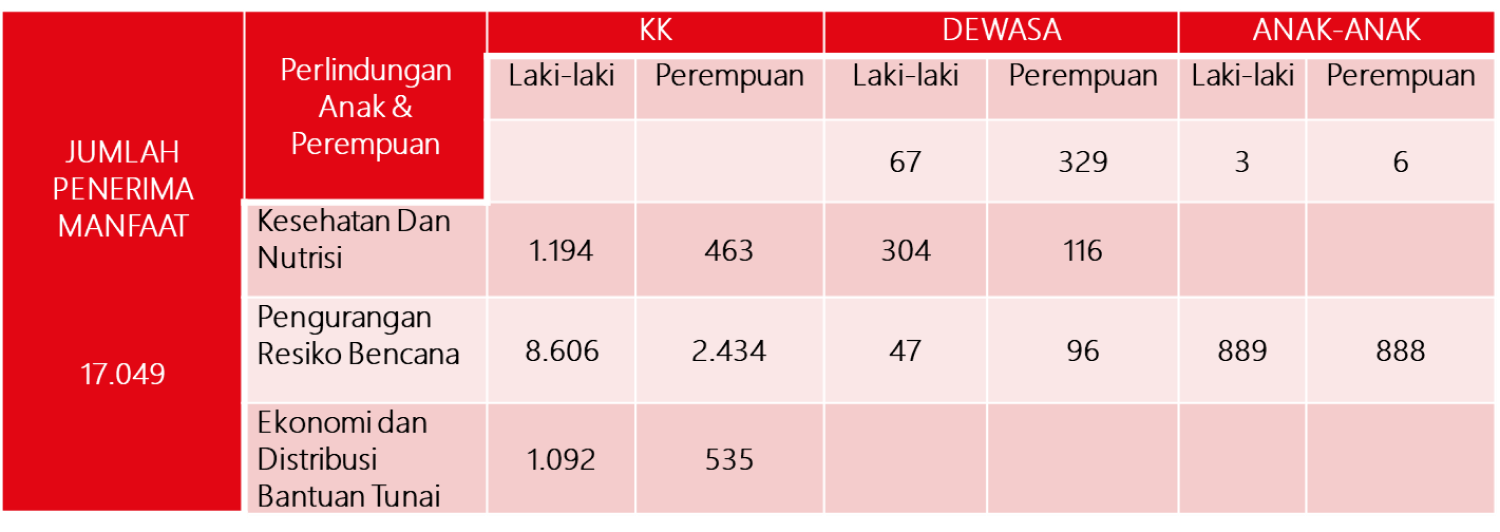 JUMLAH
PENERIMA
MANFAAT
17.049
Perlindungan
Anak &
Perempuan
KK DEWASA ANAK-ANAK
Laki-laki Perempuan Laki-laki Perempuan Laki-laki Perempuan
67 329 3 6
Kesehatan Dan
Nutrisi
1.194 463 304 116
Pengurangan
Resiko Bencana
8.606 2.434 47 96 889 888
Ekonomi dan
Distribusi
Bantuan Tunai
1.092 535